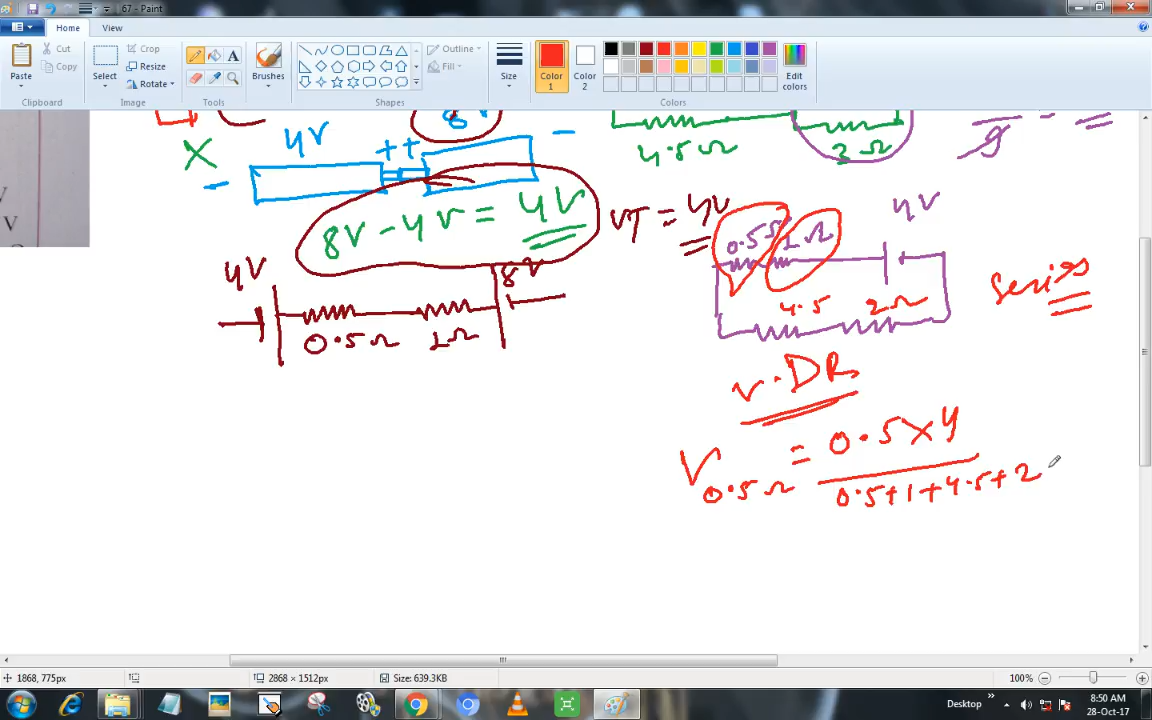 67 - Paint
Home
View
Paste
Cut
Copy
Clipboard
Select
Crop
Resize
Rotate
Image
Tools
Brushes
Shapes
Outline
Fill
Size
Color 1
Color 2
Edit colors
Colors
V
V
X
4V
8V
+ +
-
-
4.5Ω
8V - 4V = 4V
VT = 4V
4V
0.5Ω
1Ω
8V
0.5Ω
1Ω
4V
4.5
2Ω
series
V.DR
V0.5Ω = 0.5×4
0.5+1+4.5+2
1868, 775px
2868 × 1512px
Size: 639.3KB
100%
Desktop
8:50 AM
28-Oct-17